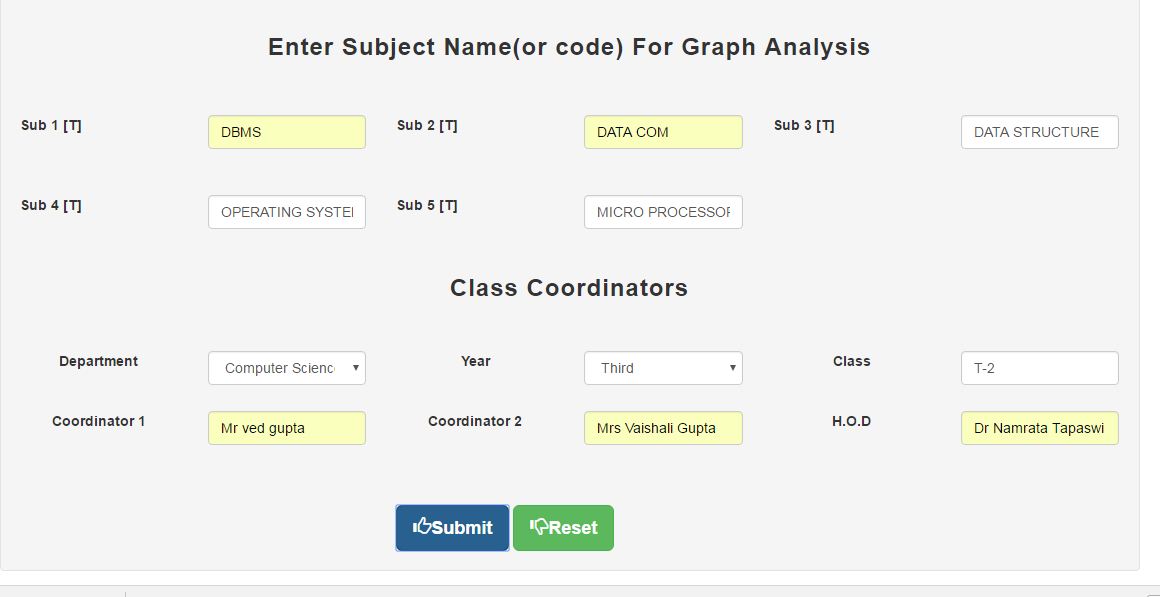 Enter Subject Name(or code) For Graph Analysis
Sub 1 [T] DBMS Sub 2 [T] DATA COM Sub 3 [T] DATA STRUCTURE
Sub 4 [T] OPERATING SYSTE Sub 5 [T] MICRO PROCESSO
Class Coordinators
Department Computer Scienc Year Third Class T-2
Coordinator 1 Mr ved gupta Coordinator 2 Mrs Vaishali Gupta H.O.D Dr Namrata Tapaswi
Submit Reset